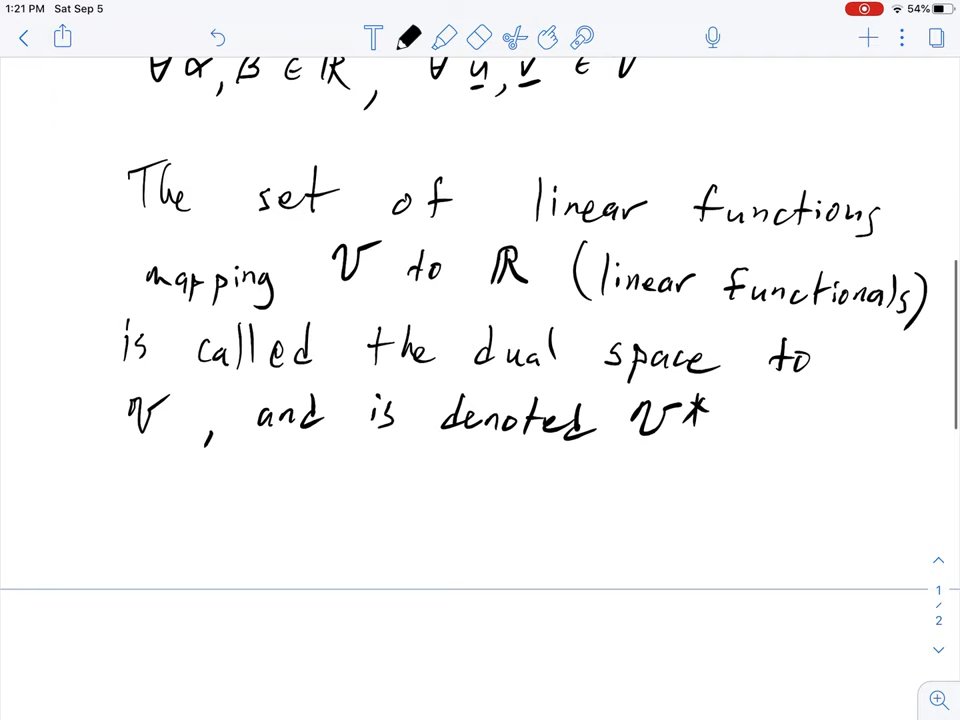 1:21 PM Sat Sep 5 54%
T
∀ α, β ∈ ℝ, ∀ u, v ∈ V
The set of linear functions
mapping V to ℝ (linear functionals)
is called the dual space to
V, and is denoted V*
1
/
2